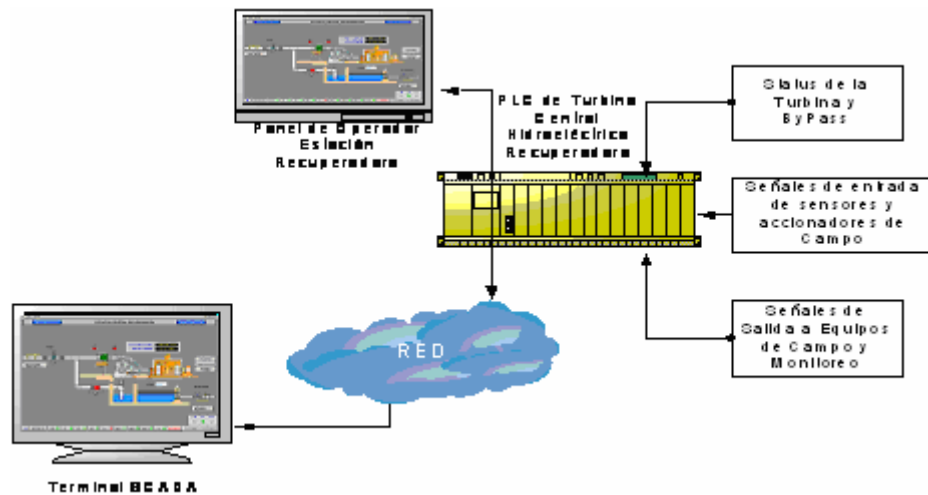 Panel de Operador
Estación
Recuperadora
PLC de Turbina
Central
Hidroeléctrica
Recuperadora
Status de la
Turbina y
ByPass
Señales de entrada
de sensores y
accionadores de
Campo
Señales de
Salida a Equipos
de Campo y
Monitoreo
RED
Terminal SCADA